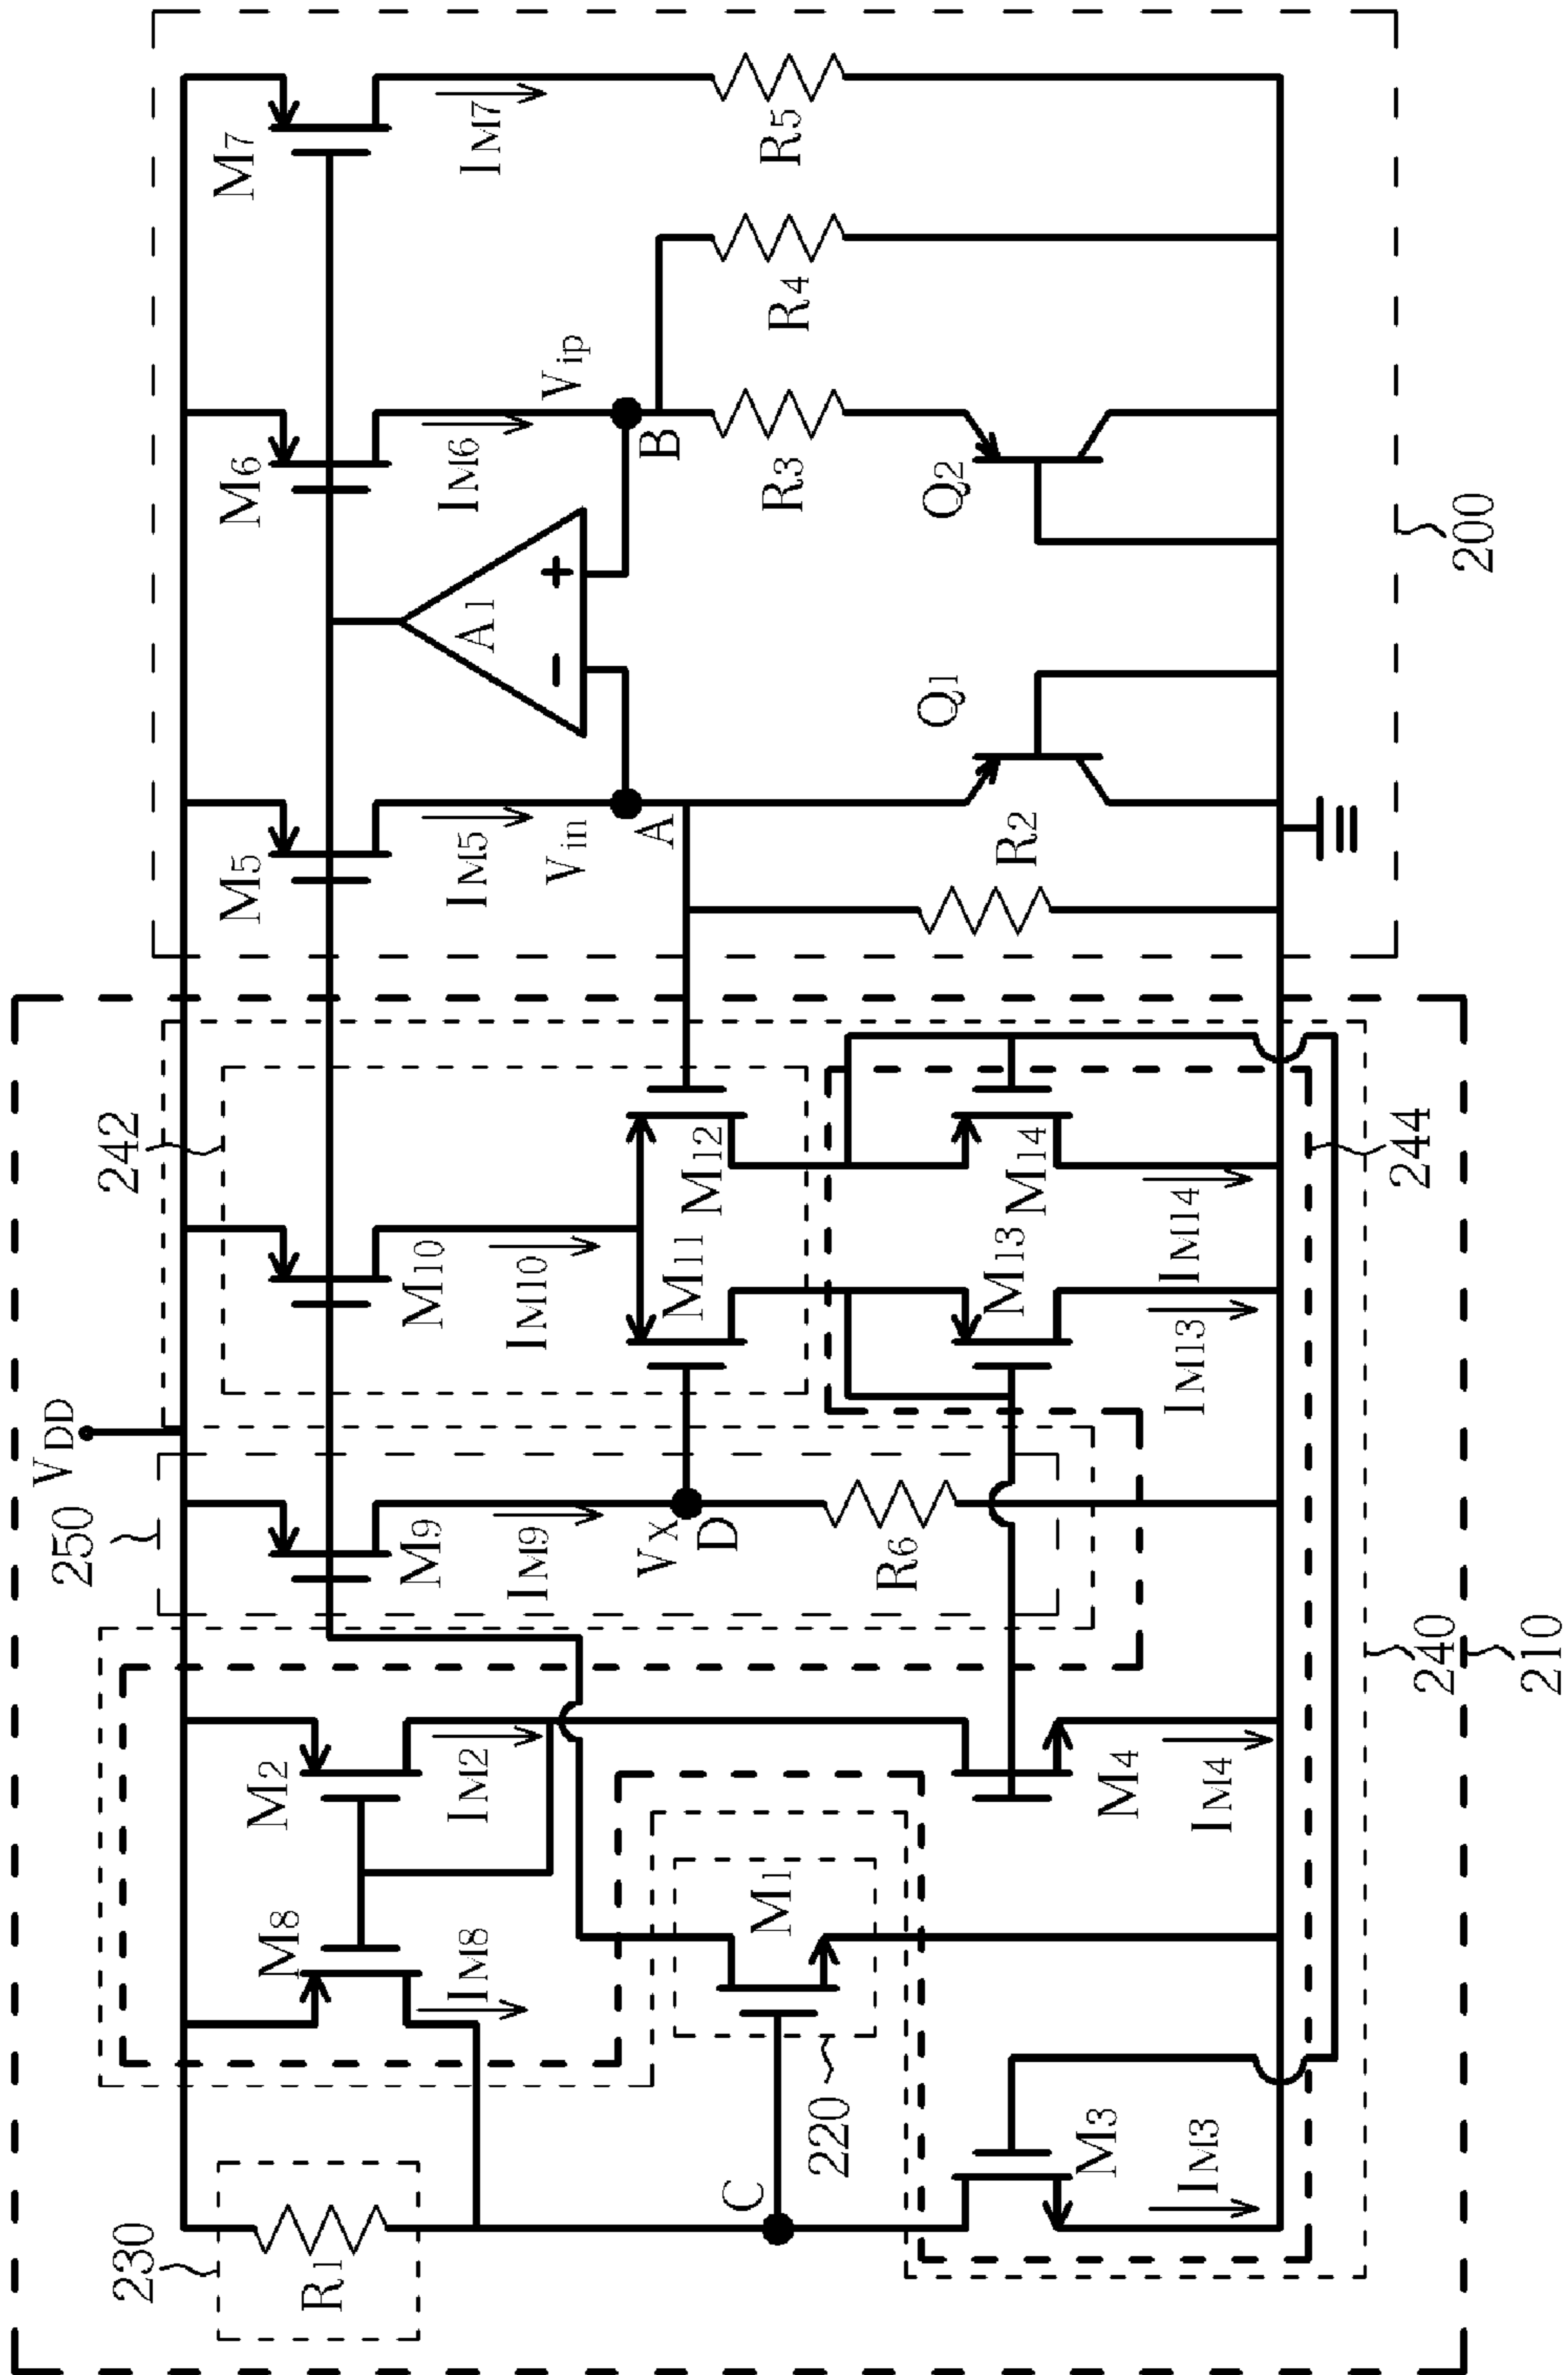 230
R1
C
M8
IM8
M2
IM2
220
M1
M3
IM3
M4
IM4
250
VDD
M9
IM9
VX
D
R6
242
M10
IM10
M11
M12
M13
M14
IM13
IM14
244
240
210
M5
IM5
Vin
A
R2
Q1
A1
-
+
M6
IM6
Vip
B
R3
Q2
R4
M7
IM7
R5
200